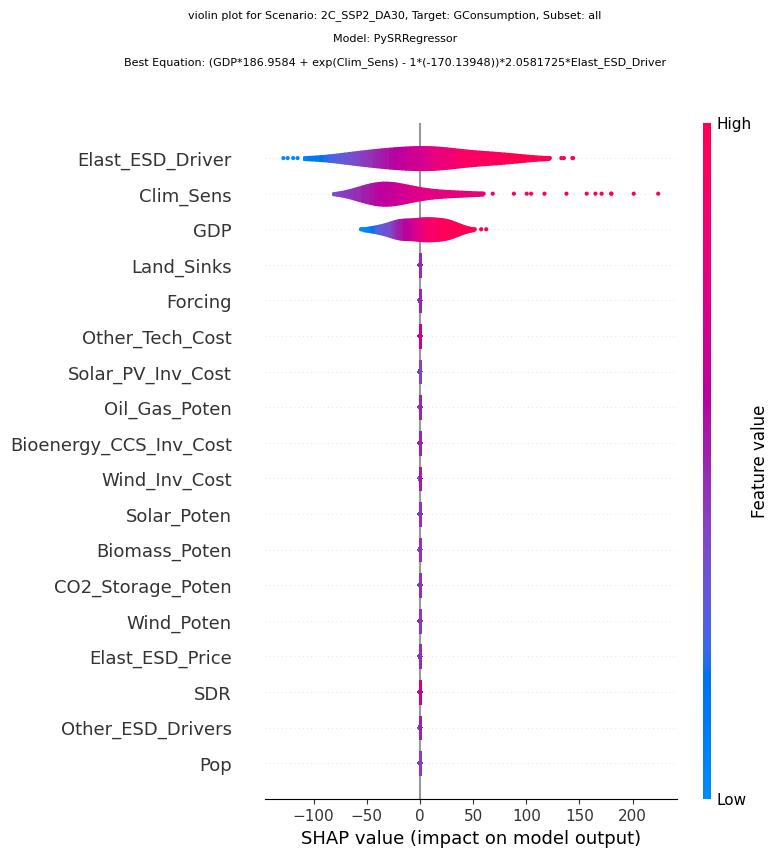 violin plot for Scenario: 2C_SSP2_DA30, Target: GConsumption, Subset: all
Model: PySRRegressor
Best Equation: (GDP*186.9584 + exp(Clim_Sens) - 1*(-170.13948))*2.0581725*Elast_ESD_Driver
High
Elast_ESD_Driver
Clim_Sens
GDP
Land_Sinks
Forcing
Other_Tech_Cost
Solar_PV_Inv_Cost
Oil_Gas_Poten
Bioenergy_CCS_Inv_Cost
Wind_Inv_Cost
Solar_Poten
Biomass_Poten
CO2_Storage_Poten
Wind_Poten
Elast_ESD_Price
SDR
Other_ESD_Drivers
Pop
Feature value
Low
−100 −50 0 50 100 150 200
SHAP value (impact on model output)